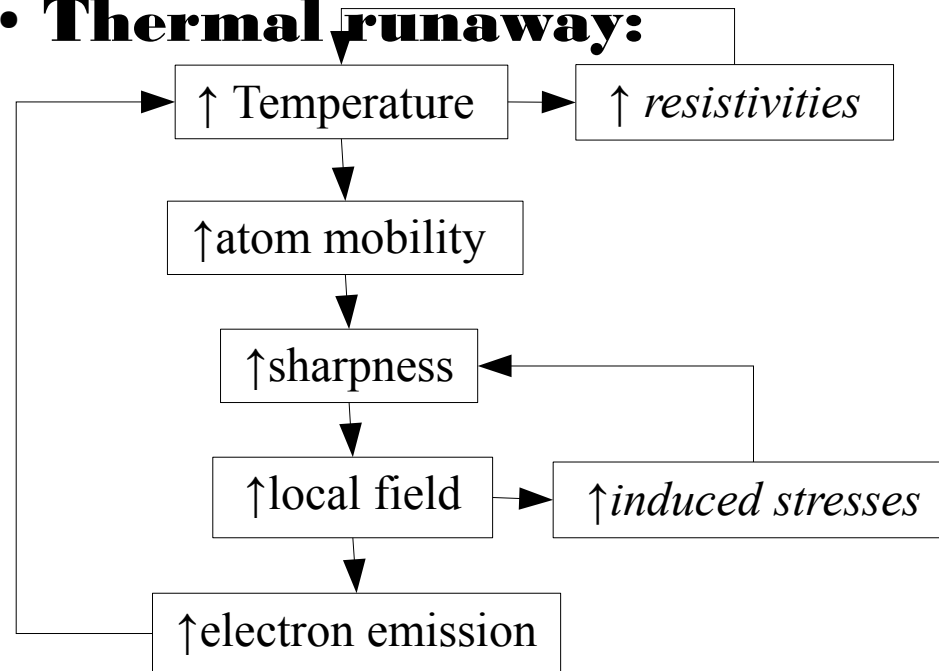 • Thermal runaway:
↑ Temperature
↑ resistivities
↑atom mobility
↑sharpness
↑local field
↑induced stresses
↑electron emission